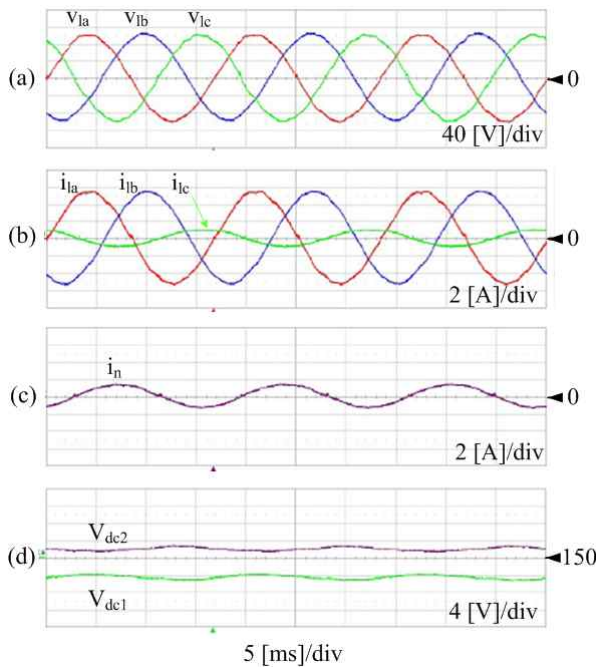 v_la v_lb v_lc
(a)
0
40 [V]/div
i_la i_lb i_lc
(b)
0
2 [A]/div
i_n
(c)
0
2 [A]/div
V_dc2
(d)
150
V_dc1
4 [V]/div
5 [ms]/div